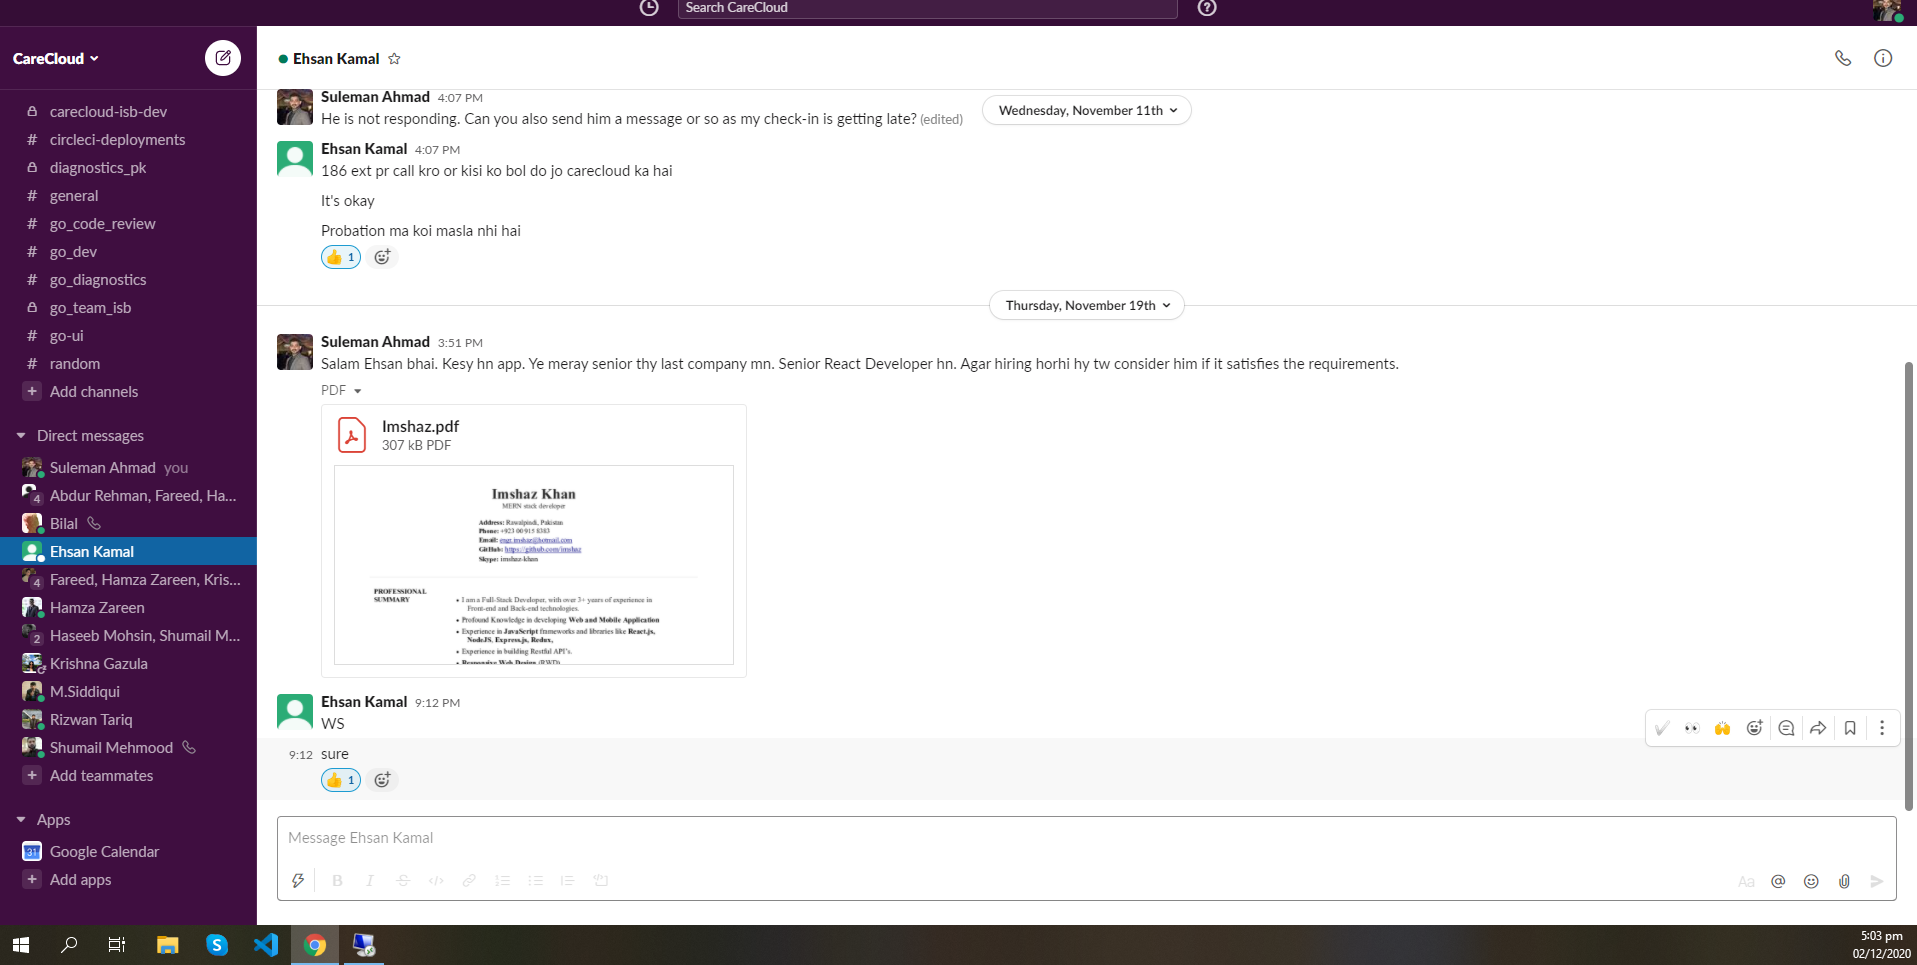 Search CareCloud
CareCloud
carecloud-isb-dev
# circleci-deployments
diagnostics_pk
# general
# go_code_review
# go_dev
# go_diagnostics
go_team_isb
# go-ui
# random
+ Add channels
Direct messages
Suleman Ahmad you
4 Abdur Rehman, Fareed, Ha...
Bilal
Ehsan Kamal
4 Fareed, Hamza Zareen, Kris...
Hamza Zareen
2 Haseeb Mohsin, Shumail M...
Krishna Gazula
M.Siddiqui
Rizwan Tariq
Shumail Mehmood
+ Add teammates
Apps
31 Google Calendar
+ Add apps
Ehsan Kamal
Wednesday, November 11th
Suleman Ahmad 4:07 PM
He is not responding. Can you also send him a message or so as my check-in is getting late? (edited)
Ehsan Kamal 4:07 PM
186 ext pr call kro or kisi ko bol do jo carecloud ka hai
It's okay
Probation ma koi masla nhi hai
1
Thursday, November 19th
Suleman Ahmad 3:51 PM
Salam Ehsan bhai. Kesy hn app. Ye meray senior thy last company mn. Senior React Developer hn. Agar hiring horhi hy tw consider him if it satisfies the requirements.
PDF
Imshaz.pdf
307 kB PDF
Imshaz Khan
MERN stack developer
Address: Rawalpindi, Pakistan
Phone: +923 00 915 8383
Email: engr.imshaz@hotmail.com
GitHub: https://github.com/imshaz
Skype: imshaz-khan
PROFESSIONAL
SUMMARY
• I am a Full-Stack Developer, with over 3+ years of experience in
Front-end and Back-end technologies.
• Profound Knowledge in developing Web and Mobile Application
• Experience in JavaScript frameworks and libraries like React.js,
NodeJS, Express.js, Redux,
• Experience in building Restful API's.
• Responsive Web Design (RWD)
Ehsan Kamal 9:12 PM
WS
9:12 sure
1
Message Ehsan Kamal
B I S </> Aa @
5:03 pm
02/12/2020